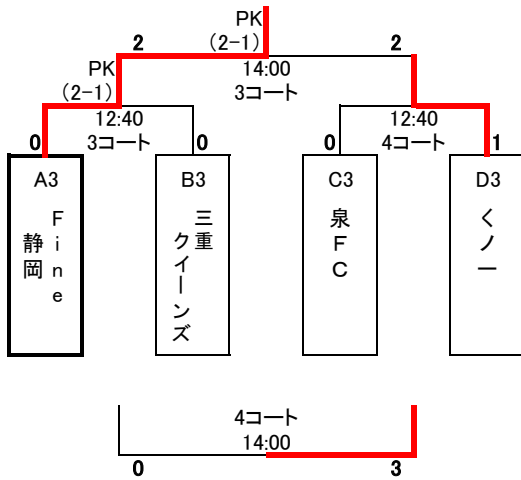 PK
2 (2-1) 2
PK 14:00
(2-1) 3コート
12:40 12:40
0 3コート 0 0 4コート 1
A3 B3 C3 D3
Fine
静岡
三重
クイーンズ
泉FC
くノ一
4コート
14:00
0 3